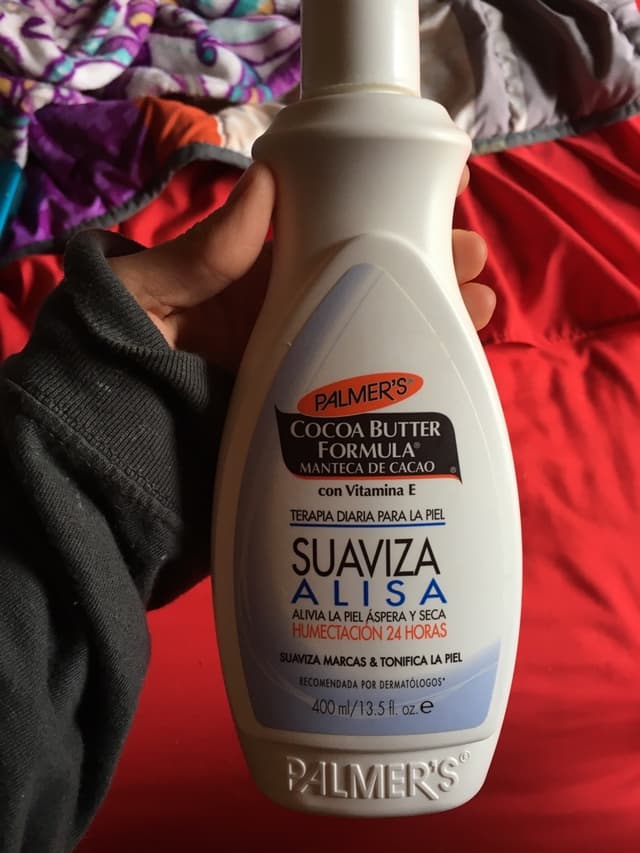 PALMER'S
COCOA BUTTER
FORMULA®
MANTECA DE CACAO ®
con Vitamina E
TERAPIA DIARIA PARA LA PIEL
SUAVIZA
ALISA
ALIVIA LA PIEL ÁSPERA Y SECA
HUMECTACIÓN 24 HORAS
SUAVIZA MARCAS & TONIFICA LA PIEL
RECOMENDADA POR DERMATÓLOGOS*
400 ml/13.5 fl. oz. e
PALMER'S®